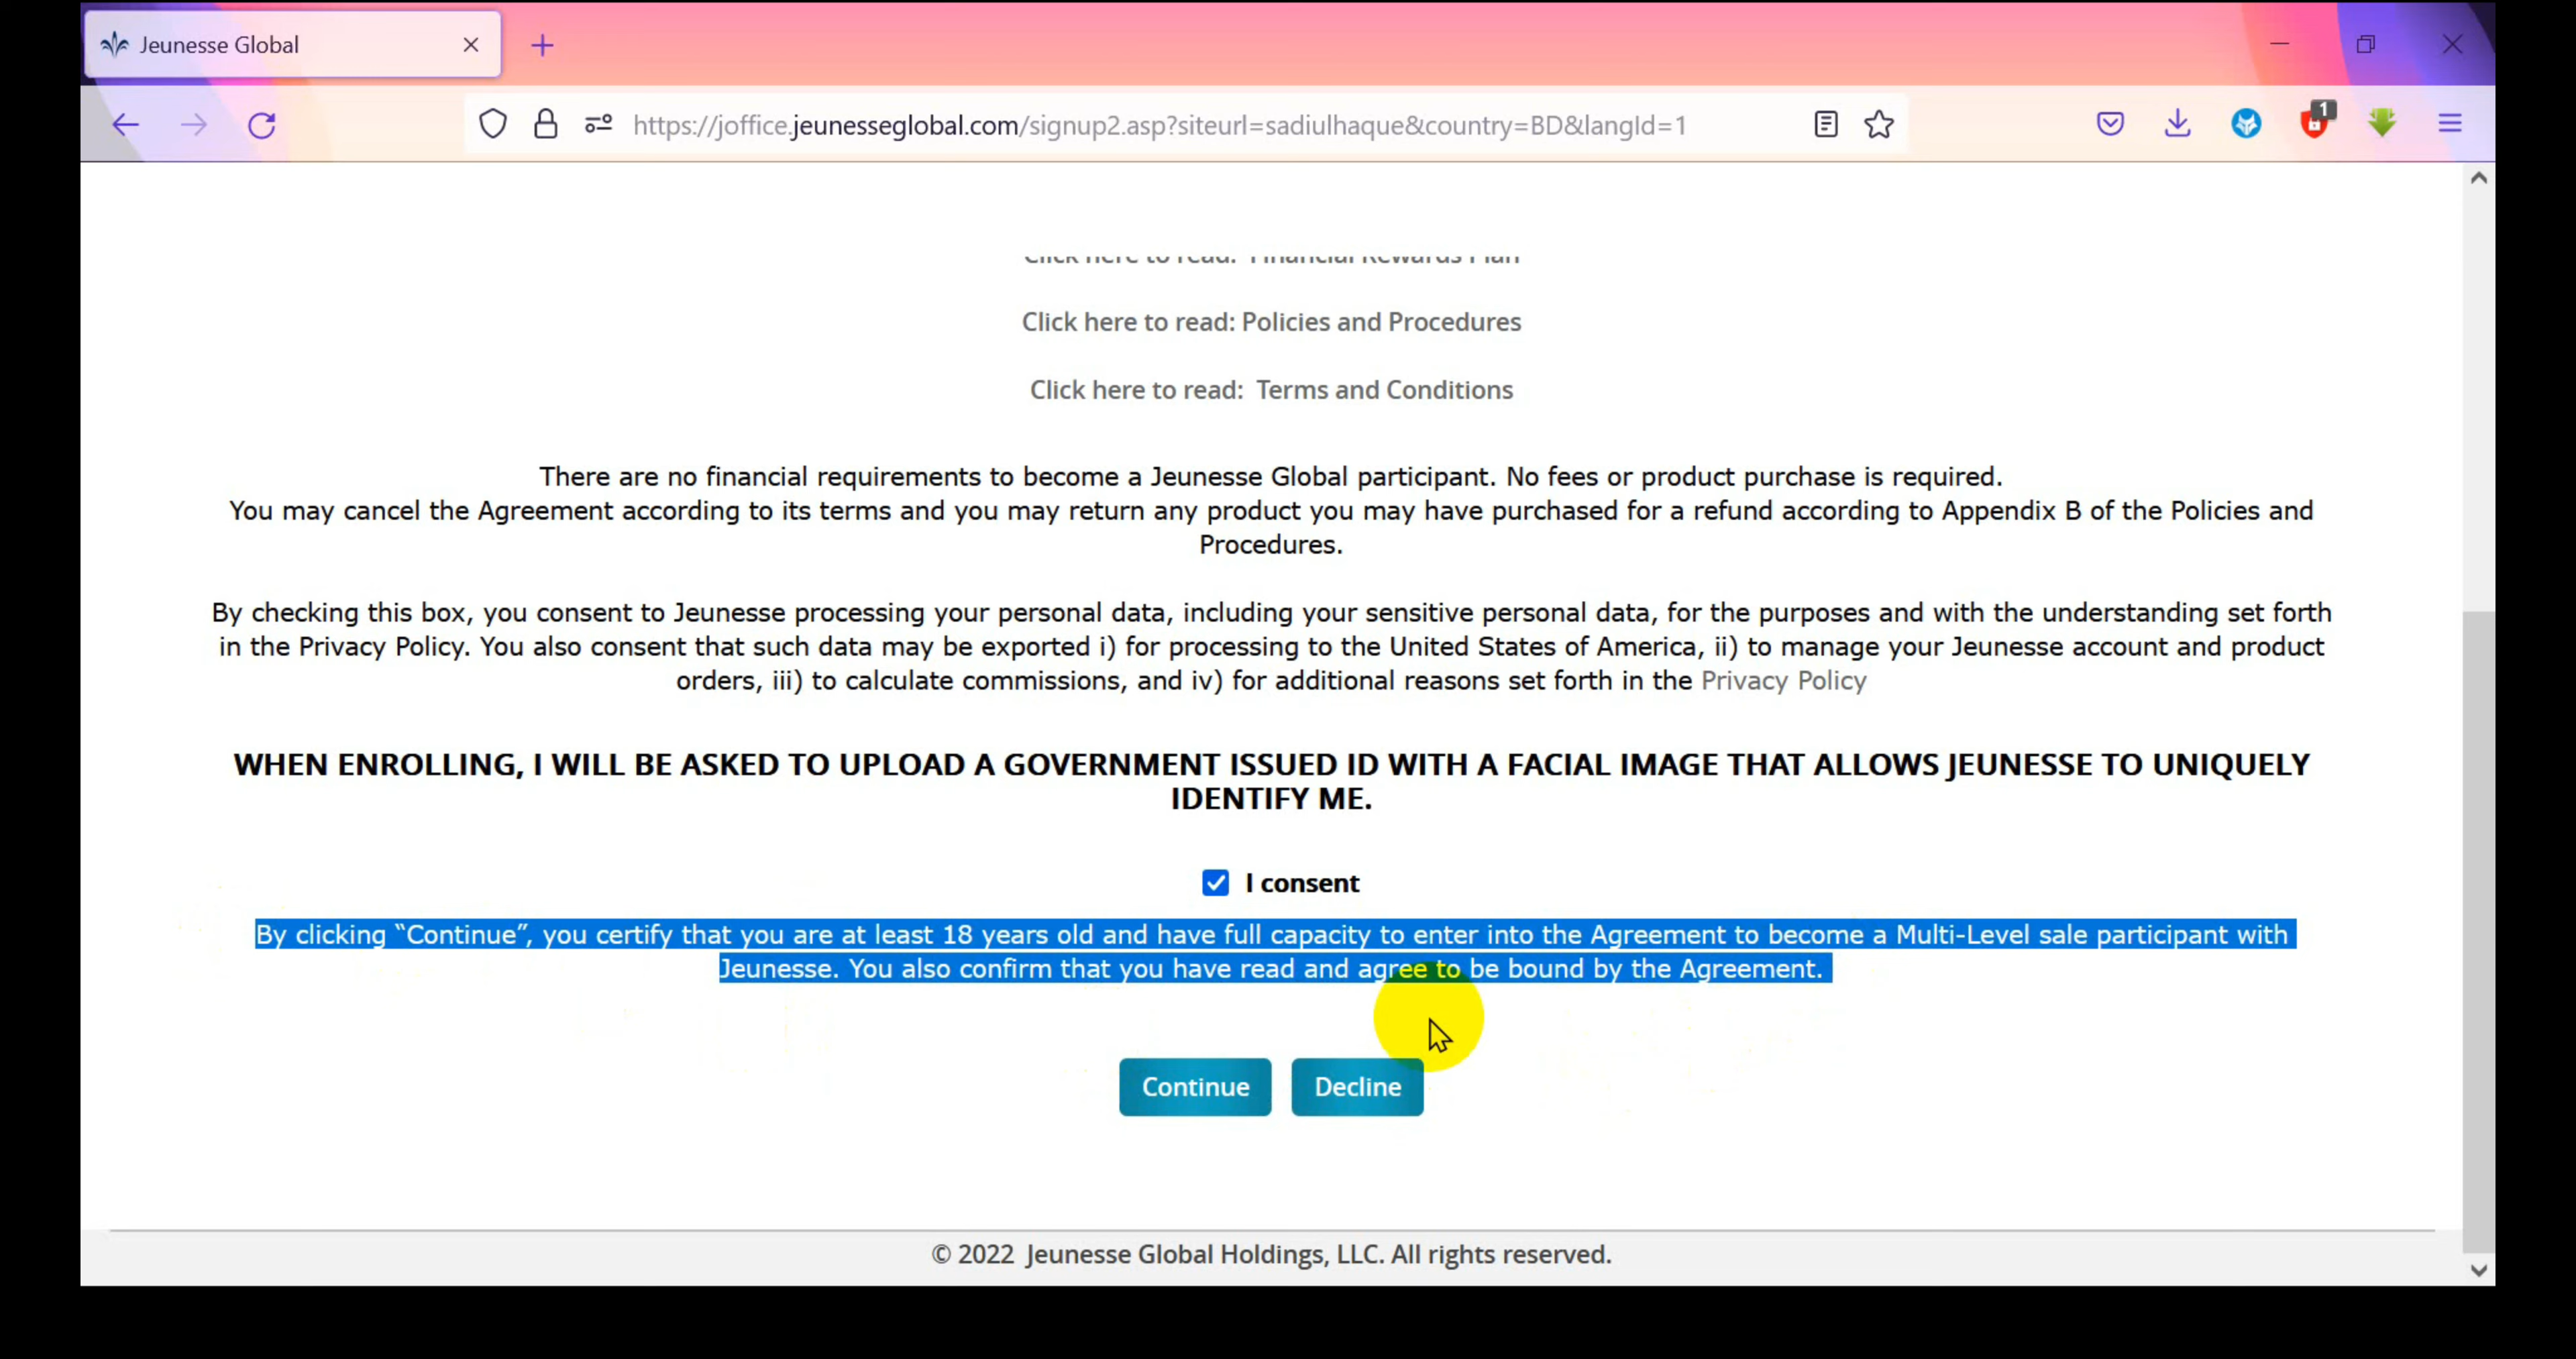 Jeunesse Global
https://joffice.jeunesseglobal.com/signup2.asp?siteurl=sadiulhaque&country=BD&langId=1
1
Click here to read: Financial Rewards Plan
Click here to read: Policies and Procedures
Click here to read: Terms and Conditions
There are no financial requirements to become a Jeunesse Global participant. No fees or product purchase is required.
You may cancel the Agreement according to its terms and you may return any product you may have purchased for a refund according to Appendix B of the Policies and
Procedures.
By checking this box, you consent to Jeunesse processing your personal data, including your sensitive personal data, for the purposes and with the understanding set forth
in the Privacy Policy. You also consent that such data may be exported i) for processing to the United States of America, ii) to manage your Jeunesse account and product
orders, iii) to calculate commissions, and iv) for additional reasons set forth in the Privacy Policy
WHEN ENROLLING, I WILL BE ASKED TO UPLOAD A GOVERNMENT ISSUED ID WITH A FACIAL IMAGE THAT ALLOWS JEUNESSE TO UNIQUELY
IDENTIFY ME.
I consent
By clicking “Continue”, you certify that you are at least 18 years old and have full capacity to enter into the Agreement to become a Multi-Level sale participant with
Jeunesse. You also confirm that you have read and agree to be bound by the Agreement.
Continue
Decline
© 2022 Jeunesse Global Holdings, LLC. All rights reserved.